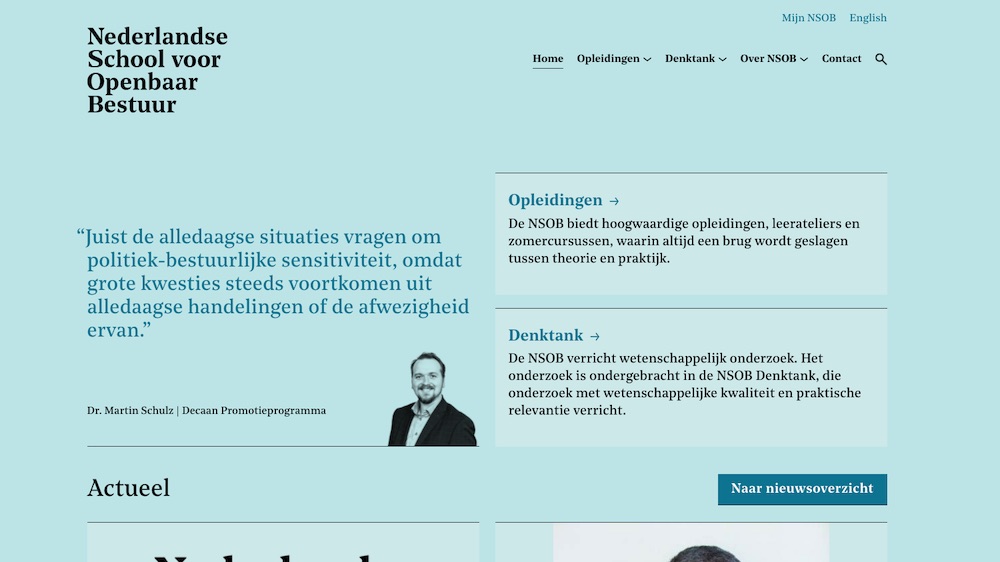 Mijn NSOB English
Nederlandse
School voor
Openbaar
Bestuur
Home Opleidingen Denktank Over NSOB Contact
“Juist de alledaagse situaties vragen om
politiek-bestuurlijke sensitiviteit, omdat
grote kwesties steeds voortkomen uit
alledaagse handelingen of de afwezigheid
ervan.”
Dr. Martin Schulz | Decaan Promotieprogramma
Opleidingen →
De NSOB biedt hoogwaardige opleidingen, leerateliers en
zomercursussen, waarin altijd een brug wordt geslagen
tussen theorie en praktijk.
Denktank →
De NSOB verricht wetenschappelijk onderzoek. Het
onderzoek is ondergebracht in de NSOB Denktank, die
onderzoek met wetenschappelijke kwaliteit en praktische
relevantie verricht.
Actueel
Naar nieuwsoverzicht